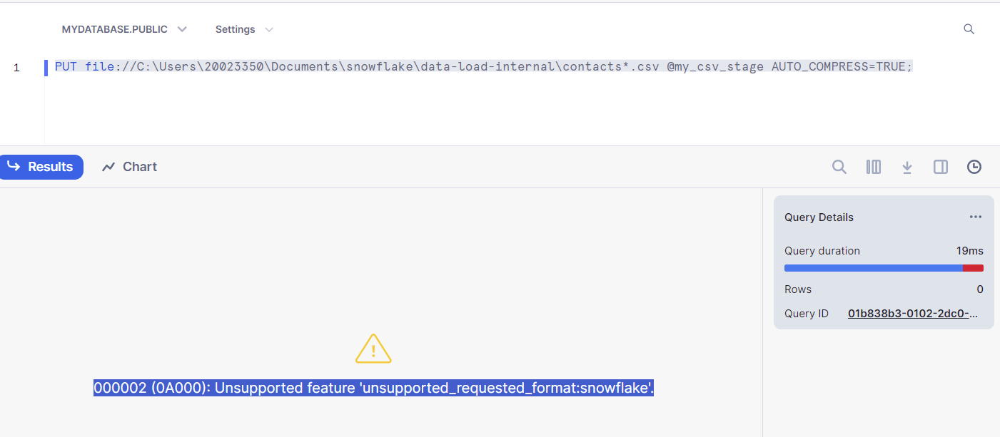 MYDATABASE.PUBLIC Settings
1 PUT file://C:\Users\20023350\Documents\snowflake\data-load-internal\contacts*.csv @my_csv_stage AUTO_COMPRESS=TRUE;
Results Chart
Query Details
Query duration 19ms
Rows 0
Query ID 01b838b3-0102-2dc0-...
000002 (0A000): Unsupported feature 'unsupported_requested_format:snowflake'.